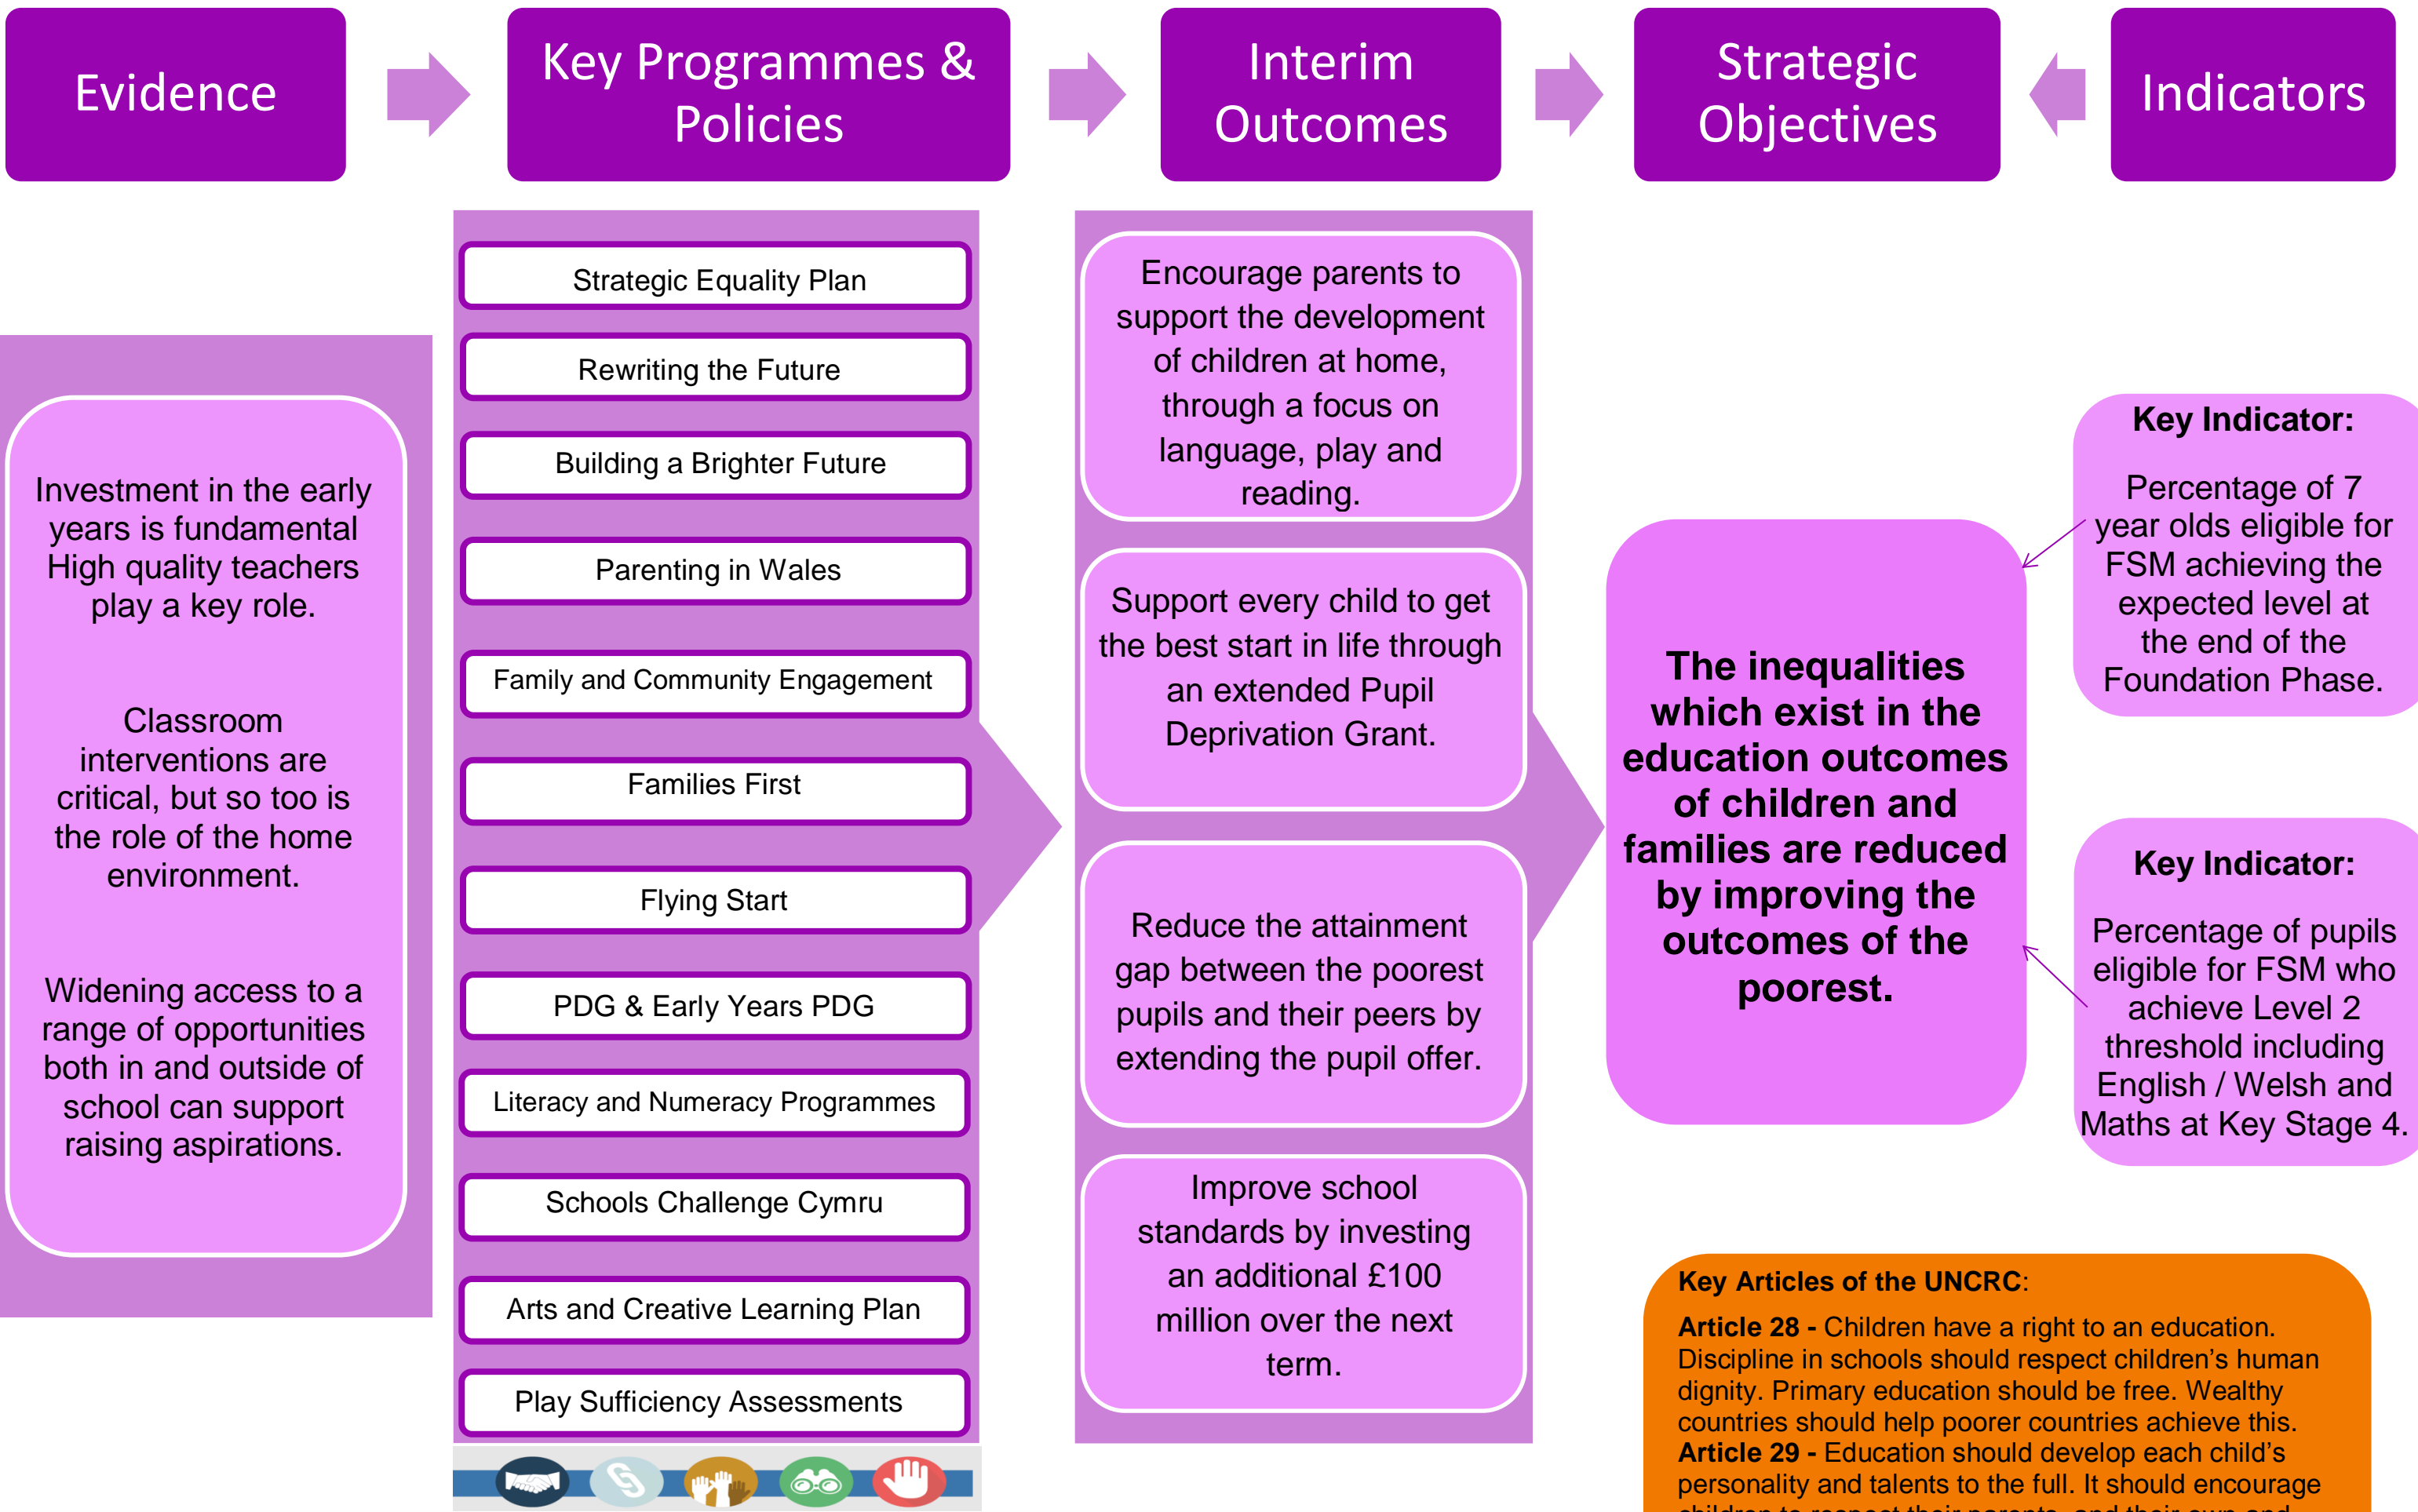 Evidence
Key Programmes &
Policies
Interim
Outcomes
Strategic
Objectives
Indicators
Investment in the early
years is fundamental
High quality teachers
play a key role.
Classroom
interventions are
critical, but so too is
the role of the home
environment.
Widening access to a
range of opportunities
both in and outside of
school can support
raising aspirations.
Strategic Equality Plan
Rewriting the Future
Building a Brighter Future
Parenting in Wales
Family and Community Engagement
Families First
Flying Start
PDG & Early Years PDG
Literacy and Numeracy Programmes
Schools Challenge Cymru
Arts and Creative Learning Plan
Play Sufficiency Assessments
Encourage parents to
support the development
of children at home,
through a focus on
language, play and
reading.
Support every child to get
the best start in life through
an extended Pupil
Deprivation Grant.
Reduce the attainment
gap between the poorest
pupils and their peers by
extending the pupil offer.
Improve school
standards by investing
an additional £100
million over the next
term.
The inequalities
which exist in the
education outcomes
of children and
families are reduced
by improving the
outcomes of the
poorest.
Key Indicator:
Percentage of 7
year olds eligible for
FSM achieving the
expected level at
the end of the
Foundation Phase.
Key Indicator:
Percentage of pupils
eligible for FSM who
achieve Level 2
threshold including
English / Welsh and
Maths at Key Stage 4.
Key Articles of the UNCRC:
Article 28 - Children have a right to an education.
Discipline in schools should respect children’s human
dignity. Primary education should be free. Wealthy
countries should help poorer countries achieve this.
Article 29 - Education should develop each child’s
personality and talents to the full. It should encourage
children to respect their parents, and their own and